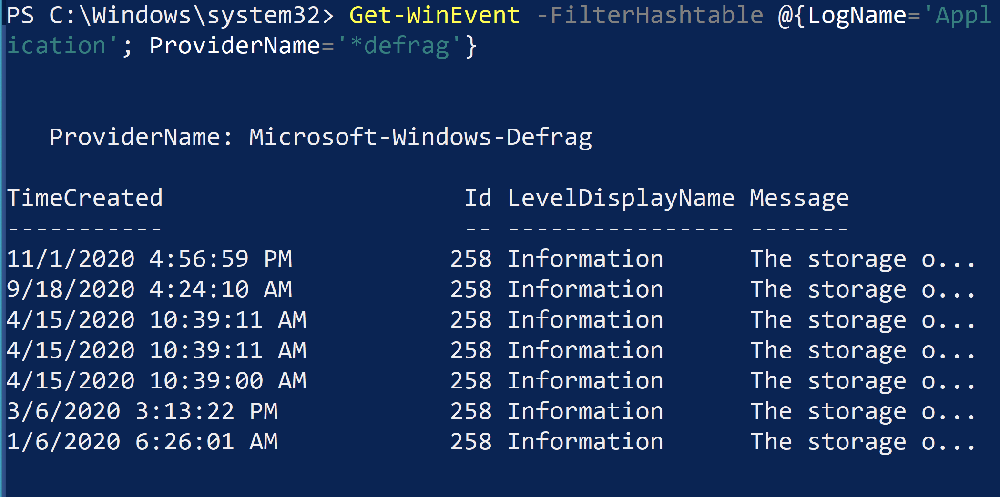 PS C:\Windows\system32> Get-WinEvent -FilterHashtable @{LogName='Appl
ication'; ProviderName='*defrag'}
ProviderName: Microsoft-Windows-Defrag
TimeCreated Id LevelDisplayName Message
----------- -- ---------------- -------
11/1/2020 4:56:59 PM 258 Information The storage o...
9/18/2020 4:24:10 AM 258 Information The storage o...
4/15/2020 10:39:11 AM 258 Information The storage o...
4/15/2020 10:39:11 AM 258 Information The storage o...
4/15/2020 10:39:00 AM 258 Information The storage o...
3/6/2020 3:13:22 PM 258 Information The storage o...
1/6/2020 6:26:01 AM 258 Information The storage o...